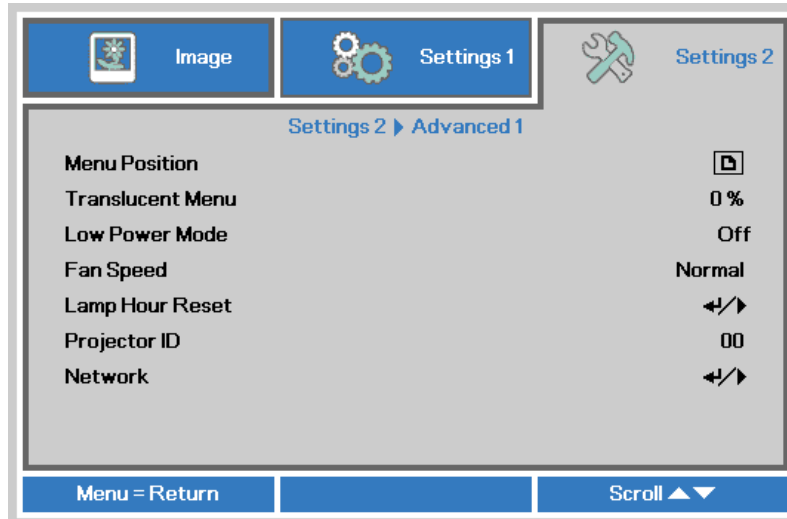 Image
Settings 1
Settings 2
Settings 2 Advanced 1
Menu Position
Translucent Menu 0 %
Low Power Mode Off
Fan Speed Normal
Lamp Hour Reset ↵/▶
Projector ID 00
Network ↵/▶
Menu = Return
Scroll ▲▼